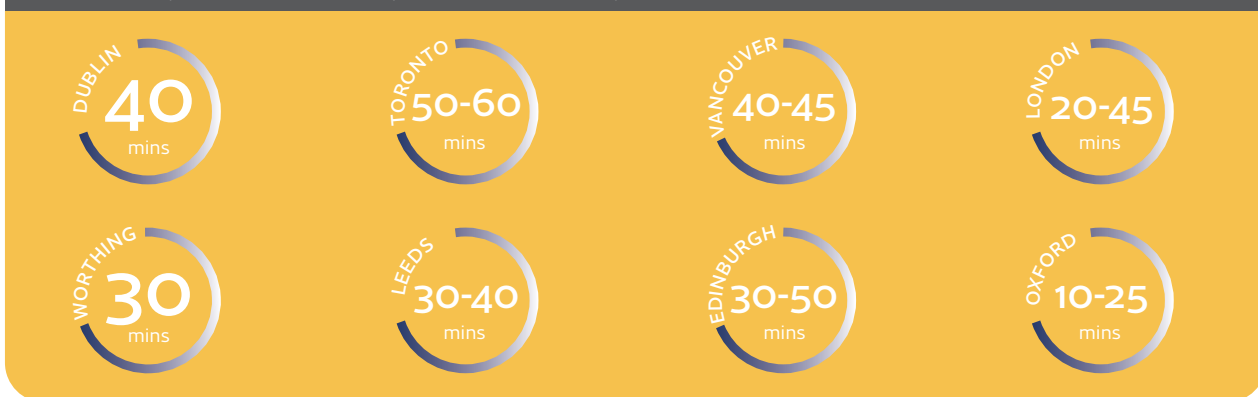 DUBLIN
40
mins
TORONTO
50-60
mins
VANCOUVER
40-45
mins
LONDON
20-45
mins
WORTHING
30
mins
LEEDS
30-40
mins
EDINBURGH
30-50
mins
OXFORD
10-25
mins